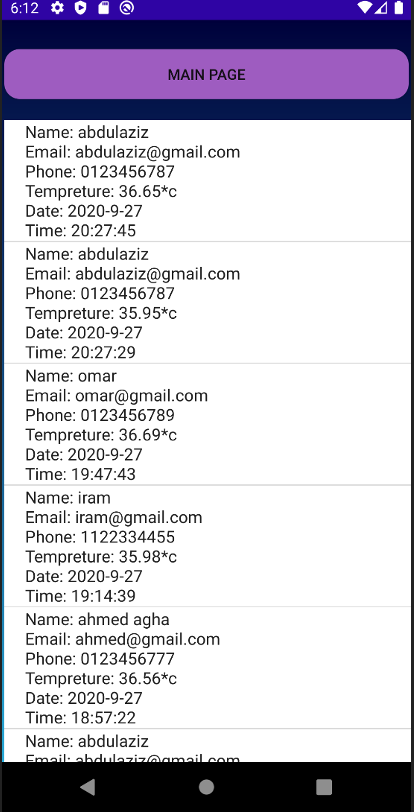 6:12
MAIN PAGE
Name: abdulaziz
Email: abdulaziz@gmail.com
Phone: 0123456787
Tempreture: 36.65*c
Date: 2020-9-27
Time: 20:27:45
Name: abdulaziz
Email: abdulaziz@gmail.com
Phone: 0123456787
Tempreture: 35.95*c
Date: 2020-9-27
Time: 20:27:29
Name: omar
Email: omar@gmail.com
Phone: 0123456789
Tempreture: 36.69*c
Date: 2020-9-27
Time: 19:47:43
Name: iram
Email: iram@gmail.com
Phone: 1122334455
Tempreture: 35.98*c
Date: 2020-9-27
Time: 19:14:39
Name: ahmed agha
Email: ahmed@gmail.com
Phone: 0123456777
Tempreture: 36.56*c
Date: 2020-9-27
Time: 18:57:22
Name: abdulaziz
Email: abdulaziz@gmail.com